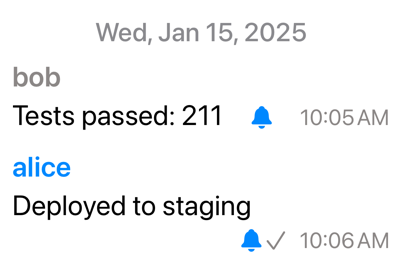 Wed, Jan 15, 2025
bob
Tests passed: 211 10:05 AM
alice
Deployed to staging
10:06 AM